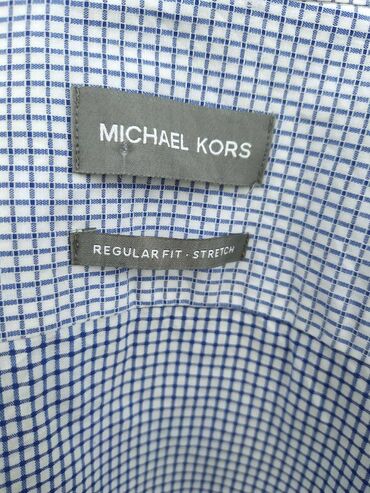 MICHAEL KORS
REGULAR FIT · STRETCH